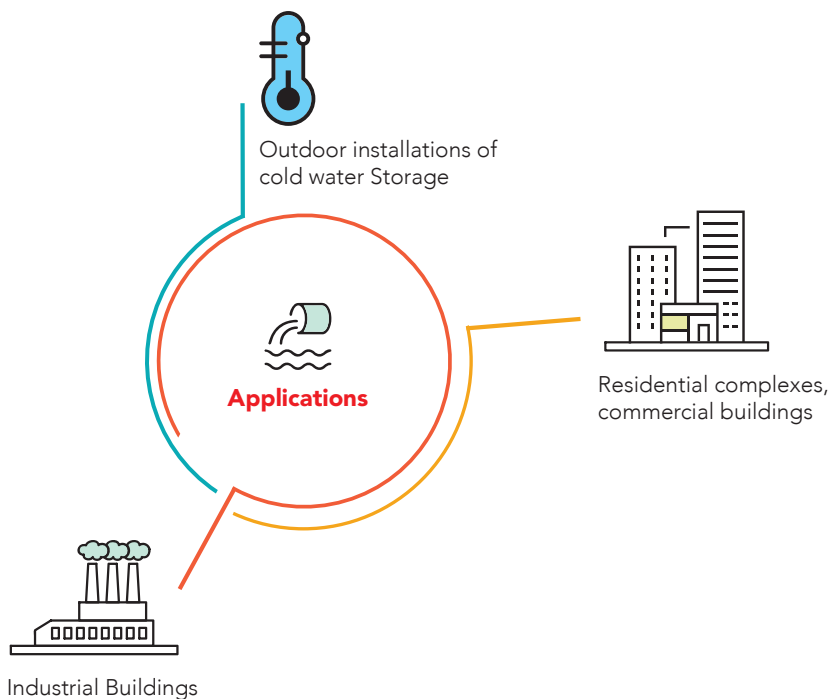 Outdoor installations of
cold water Storage
Applications
Residential complexes,
commercial buildings
Industrial Buildings